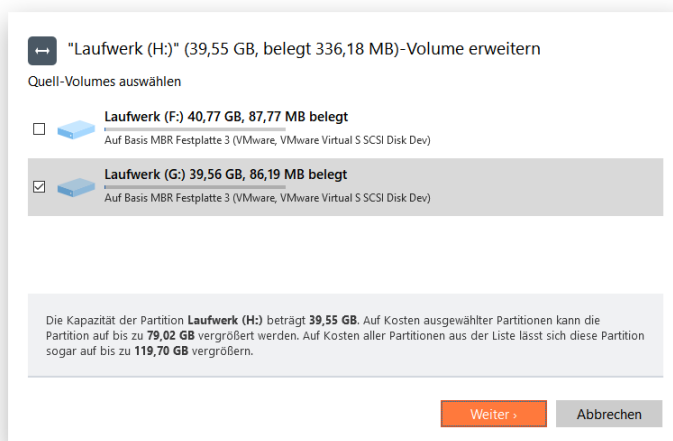 "Laufwerk (H:)" (39,55 GB, belegt 336,18 MB)-Volume erweitern
Quell-Volumes auswählen
Laufwerk (F:) 40,77 GB, 87,77 MB belegt
Auf Basis MBR Festplatte 3 (VMware, VMware Virtual S SCSI Disk Dev)
Laufwerk (G:) 39,56 GB, 86,19 MB belegt
Auf Basis MBR Festplatte 3 (VMware, VMware Virtual S SCSI Disk Dev)
Die Kapazität der Partition Laufwerk (H:) beträgt 39,55 GB. Auf Kosten ausgewählter Partitionen kann die
Partition auf bis zu 79,02 GB vergrößert werden. Auf Kosten aller Partitionen aus der Liste lässt sich diese Partition
sogar auf bis zu 119,70 GB vergrößern.
Weiter ›
Abbrechen